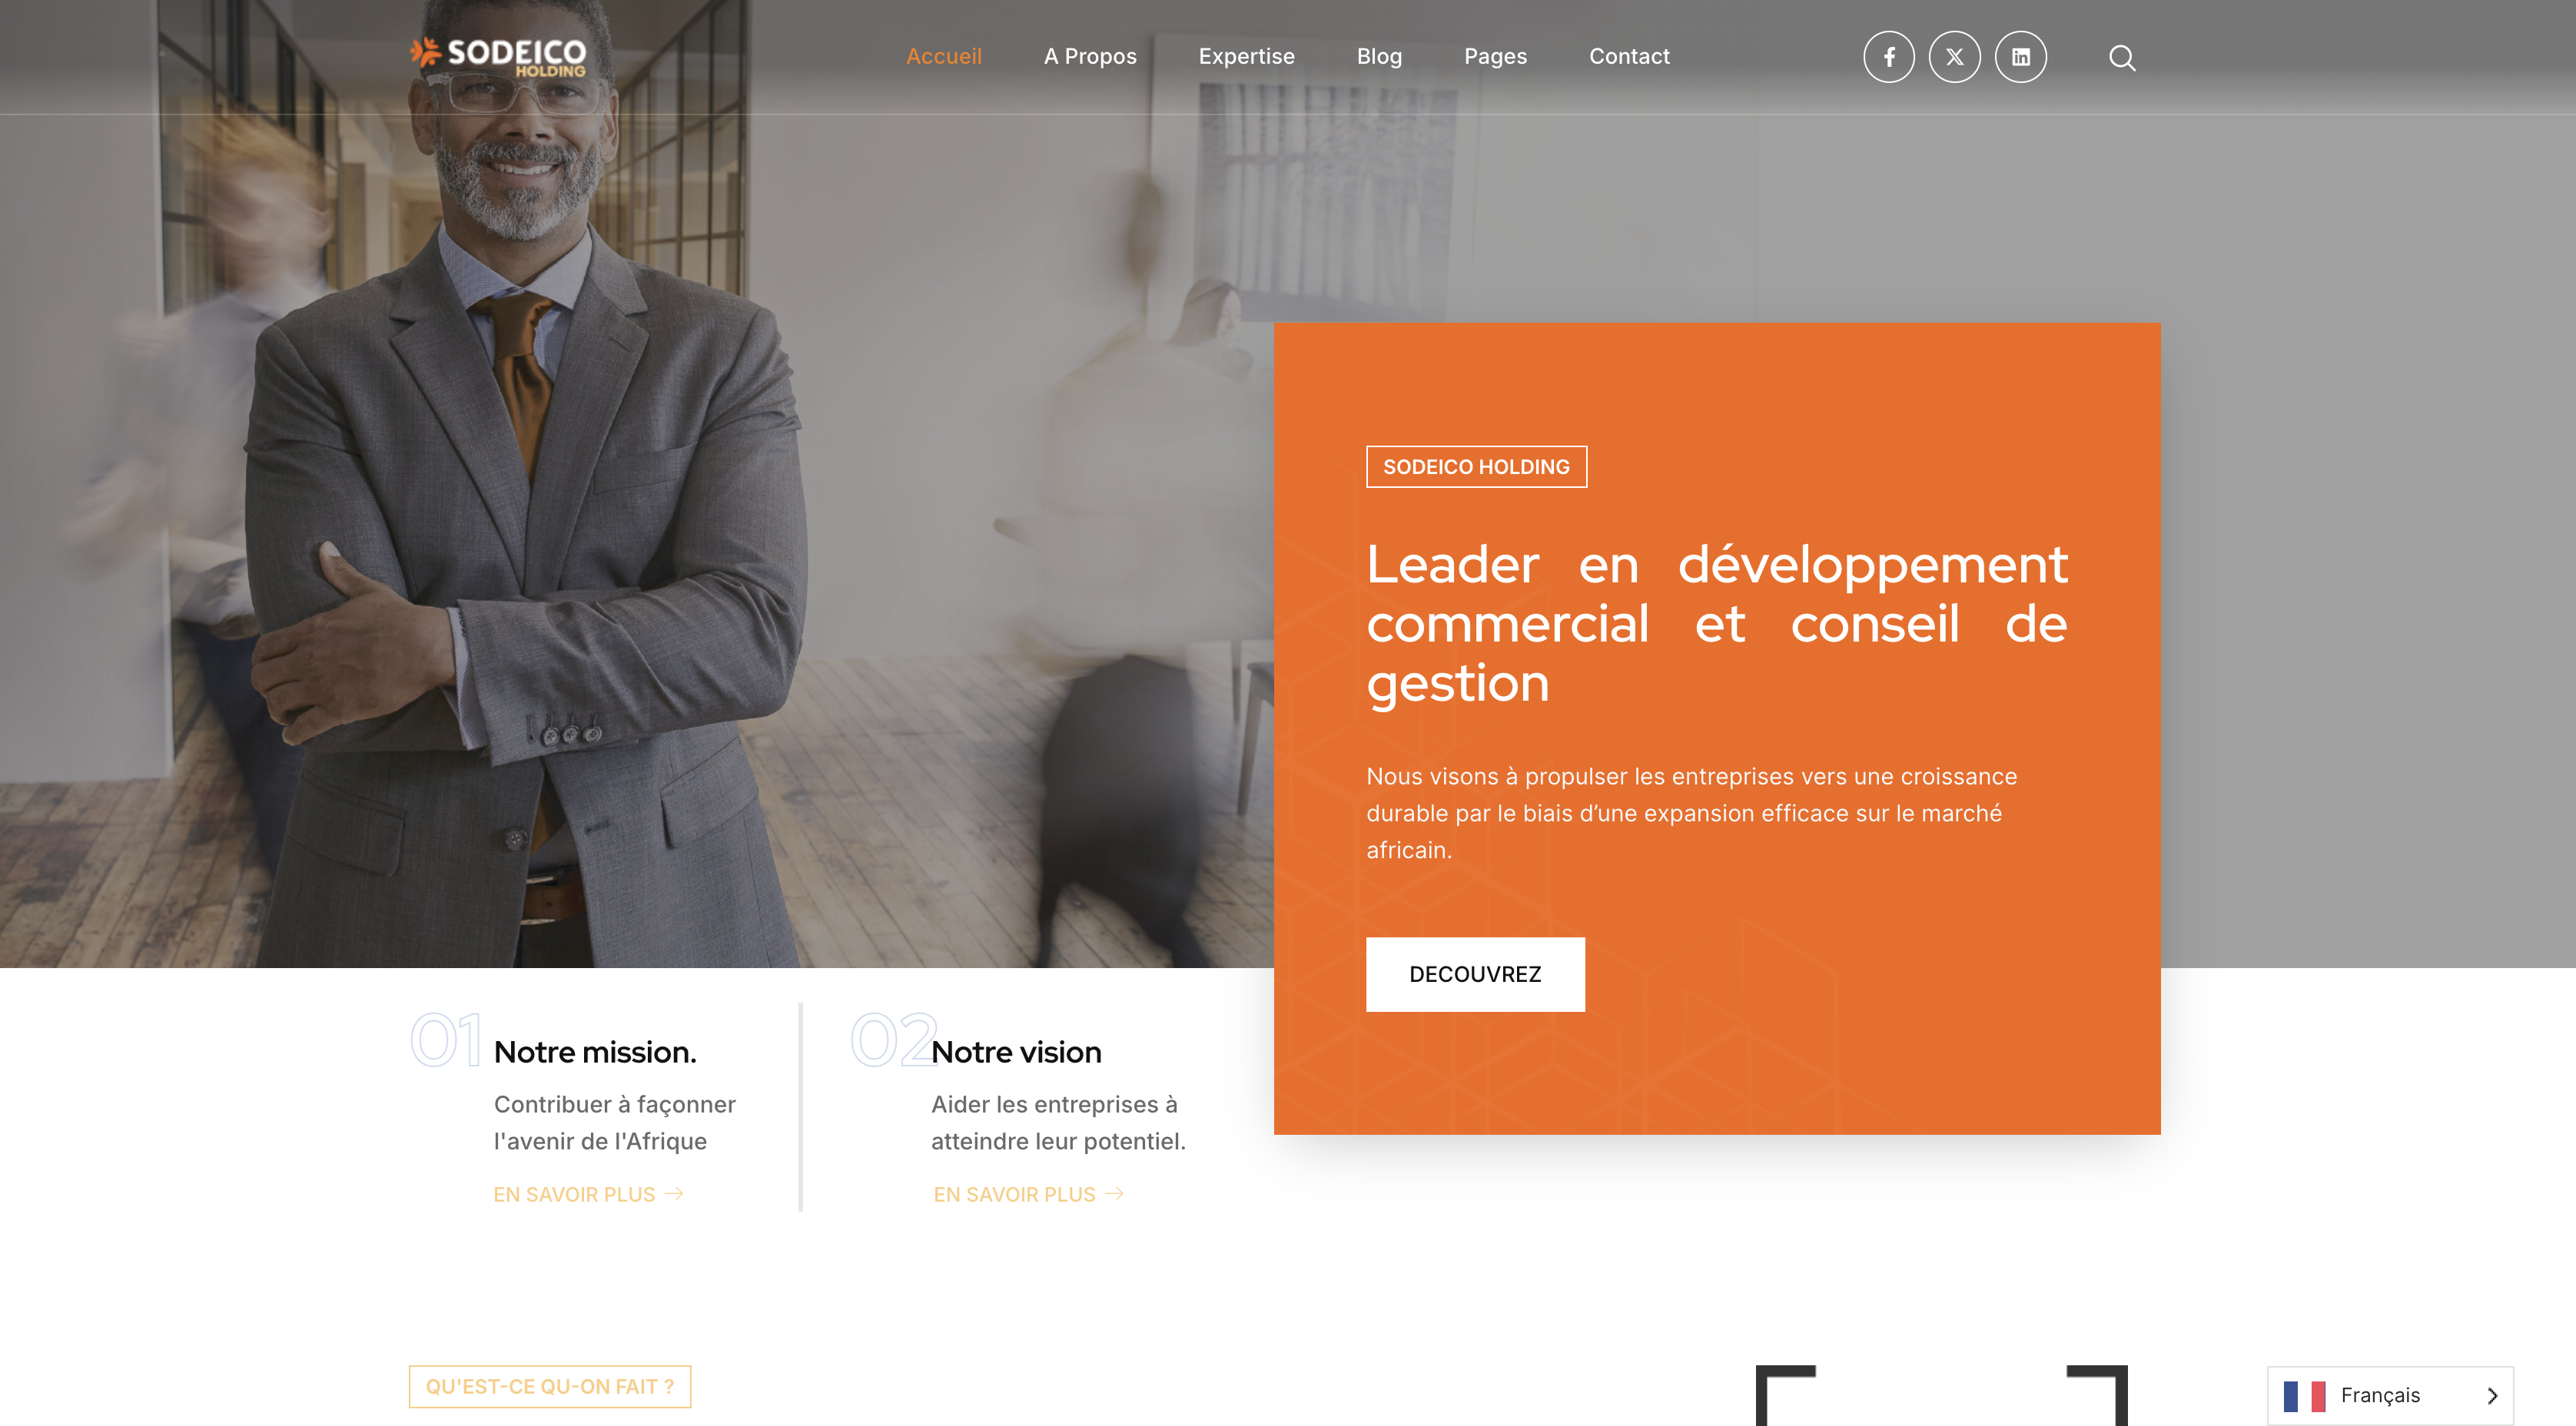 SODEICO
HOLDING
Accueil A Propos Expertise Blog Pages Contact
SODEICO HOLDING
Leader en développement
commercial et conseil de
gestion
Nous visons à propulser les entreprises vers une croissance
durable par le biais d’une expansion efficace sur le marché
africain.
DECOUVREZ
01
Notre mission.
Contribuer à façonner
l'avenir de l'Afrique
EN SAVOIR PLUS
02
Notre vision
Aider les entreprises à
atteindre leur potentiel.
EN SAVOIR PLUS
QU'EST-CE QU-ON FAIT ?
Français